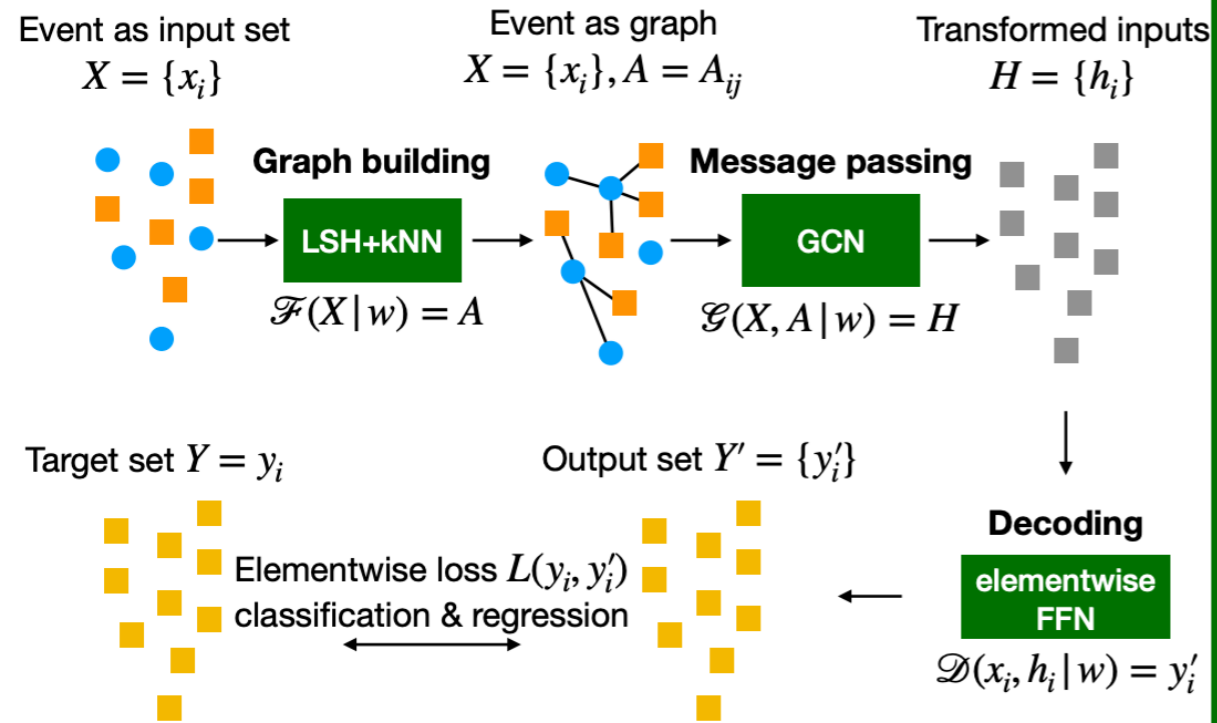 Event as input set
X = {x_i}
Event as graph
X = {x_i}, A = A_ij
Transformed inputs
H = {h_i}
Graph building
LSH+kNN
ℱ(X|w) = A
Message passing
GCN
𝒢(X, A|w) = H
Decoding
elementwise
FFN
𝒟(x_i, h_i|w) = y′_i
Output set Y′ = {y′_i}
Elementwise loss L(y_i, y′_i)
classification & regression
Target set Y = y_i